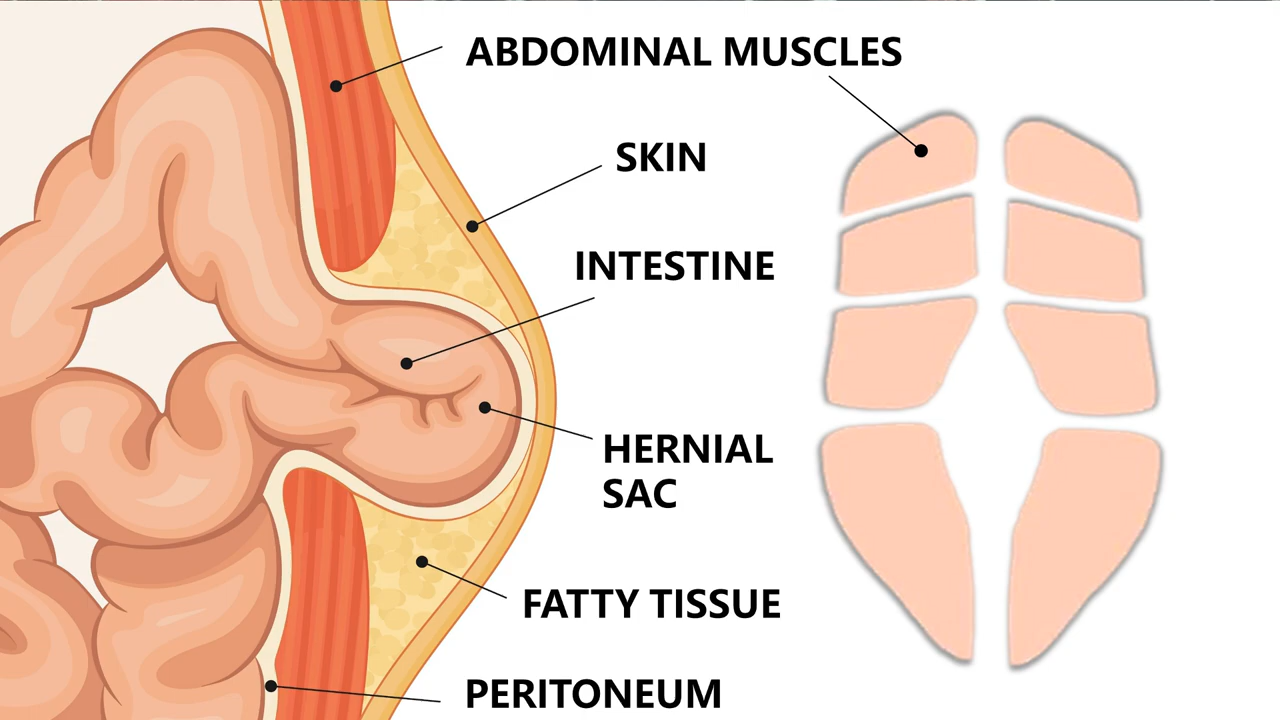 ABDOMINAL MUSCLES
SKIN
INTESTINE
HERNIAL
SAC
FATTY TISSUE
PERITONEUM